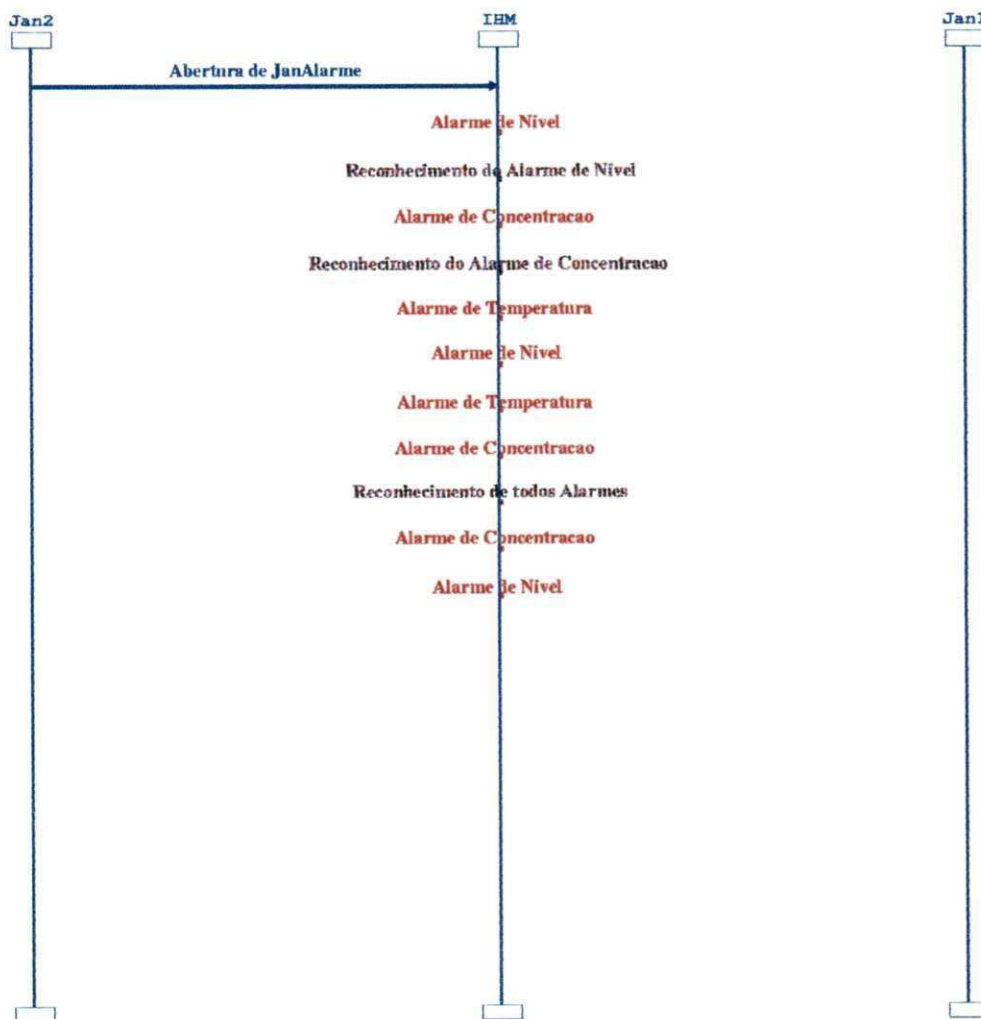 Jan2 IHM Jan1
Abertura de JanAlarme
Alarme de Nivel
Reconhecimento do Alarme de Nivel
Alarme de Concentracao
Reconhecimento do Alarme de Concentracao
Alarme de Temperatura
Alarme de Nivel
Alarme de Temperatura
Alarme de Concentracao
Reconhecimento de todos Alarmes
Alarme de Concentracao
Alarme de Nivel